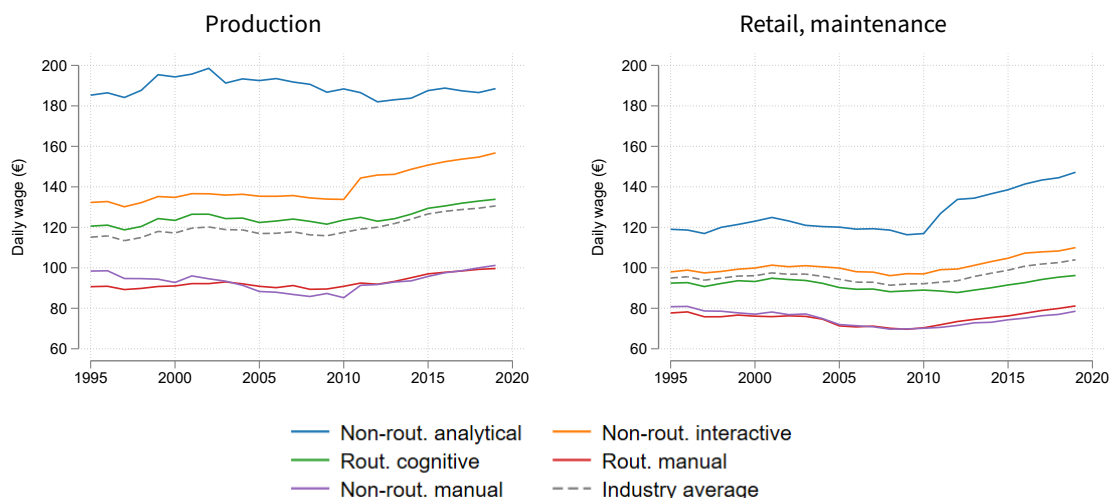 Production
Retail, maintenance
Daily wage (€)
200
180
160
140
120
100
80
60
1995
2000
2005
2010
2015
2020
Daily wage (€)
200
180
160
140
120
100
80
60
1995
2000
2005
2010
2015
2020
Non-rout. analytical
Non-rout. interactive
Rout. cognitive
Rout. manual
Non-rout. manual
Industry average